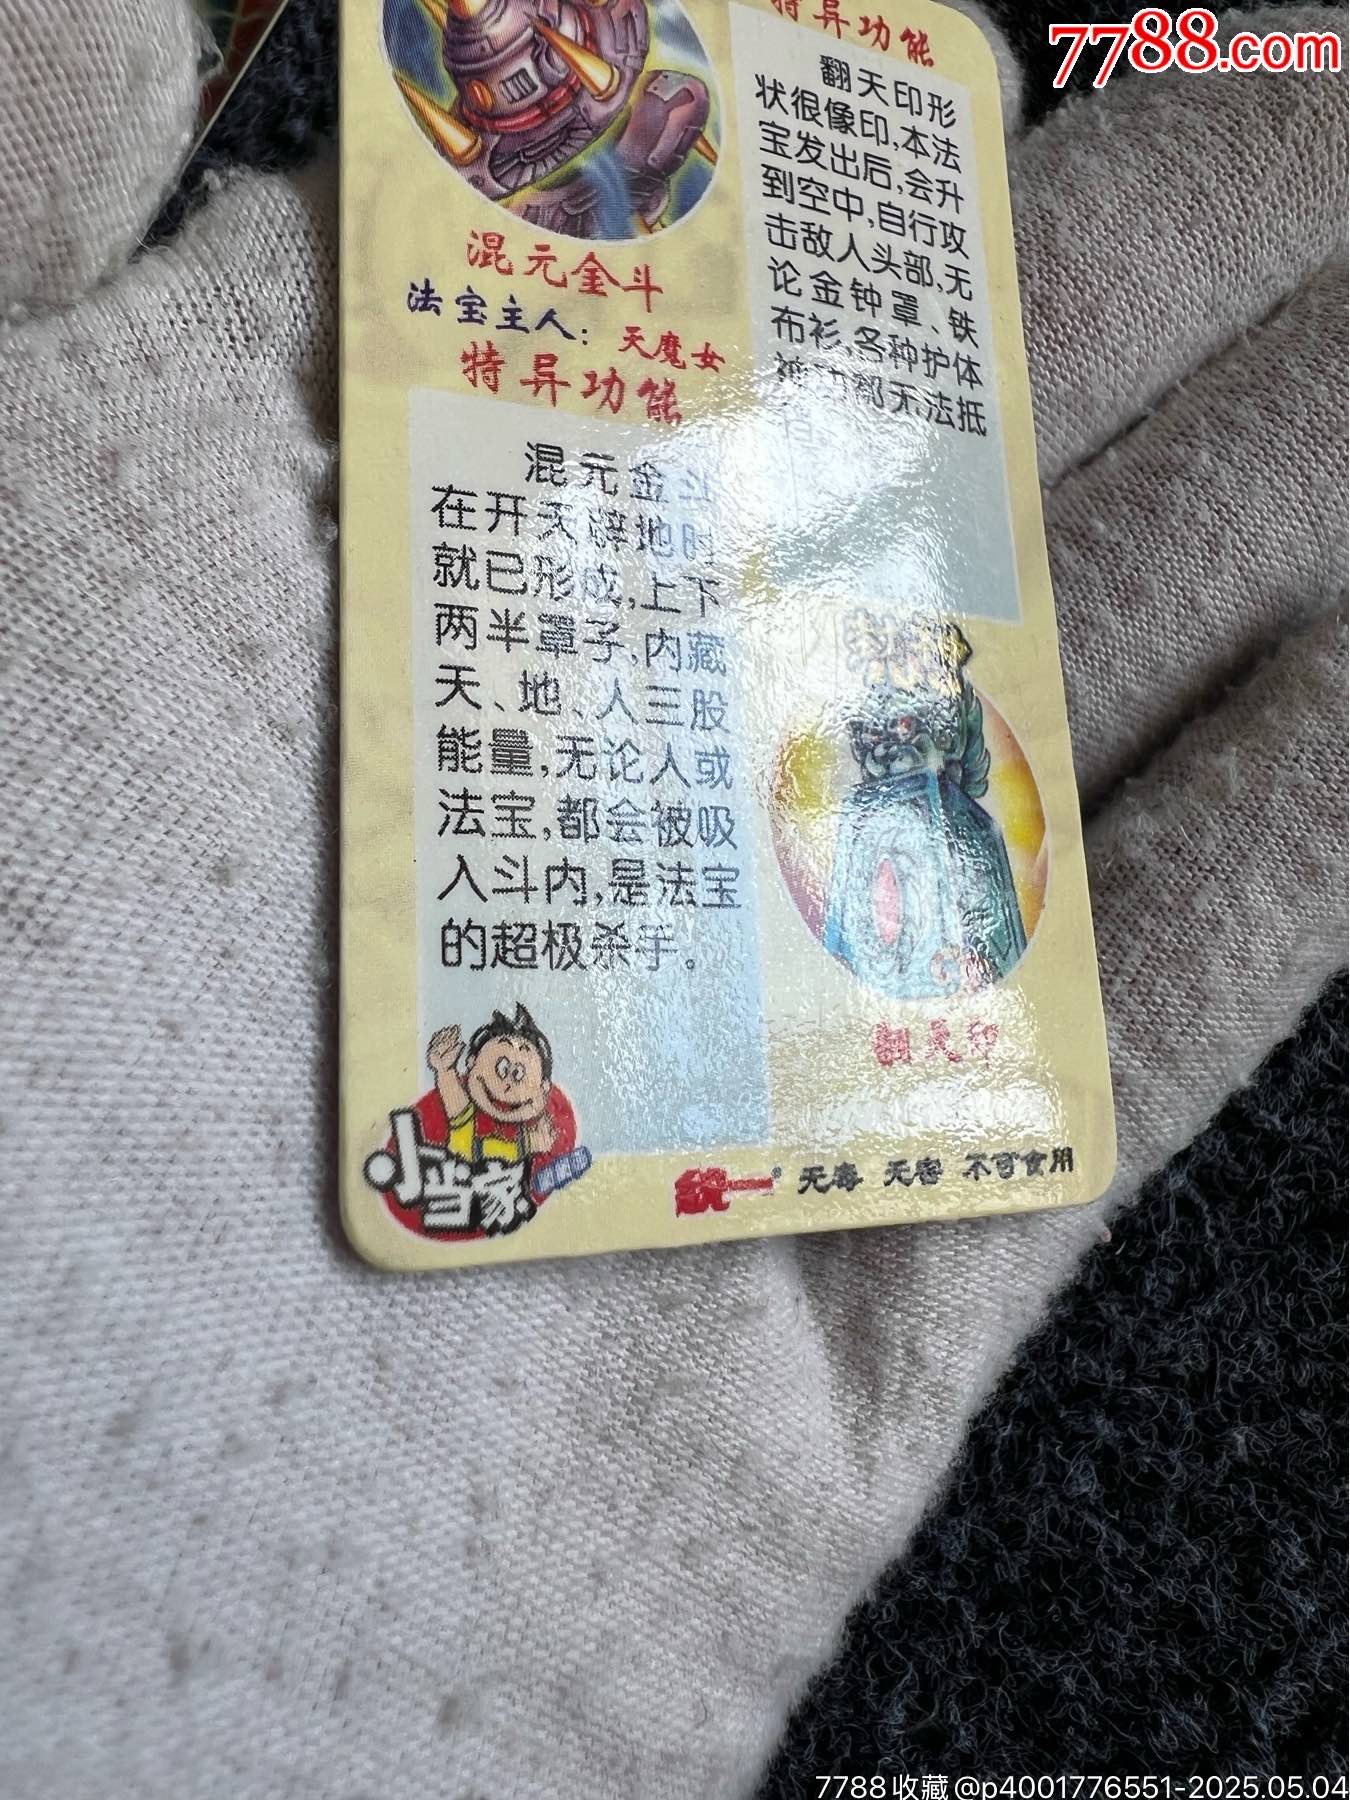 7788.com
混元金斗
法宝主人：天魔女
特异功能
混元金斗
在开天辟地时
就已形成,上下
两半罩子,内藏
天、地、人三股
能量,无论人或
法宝,都会被吸
入斗内,是法宝
的超极杀手。
小当家
特异功能
翻天印形
状很像印,本法
宝发出后,会升
到空中,自行攻
击敌人头部,无
论金钟罩、铁
布衫,各种护体
都无法抵
翻天印
統一 无毒 无害 不可食用
7788收藏@p4001776551-2025.05.04